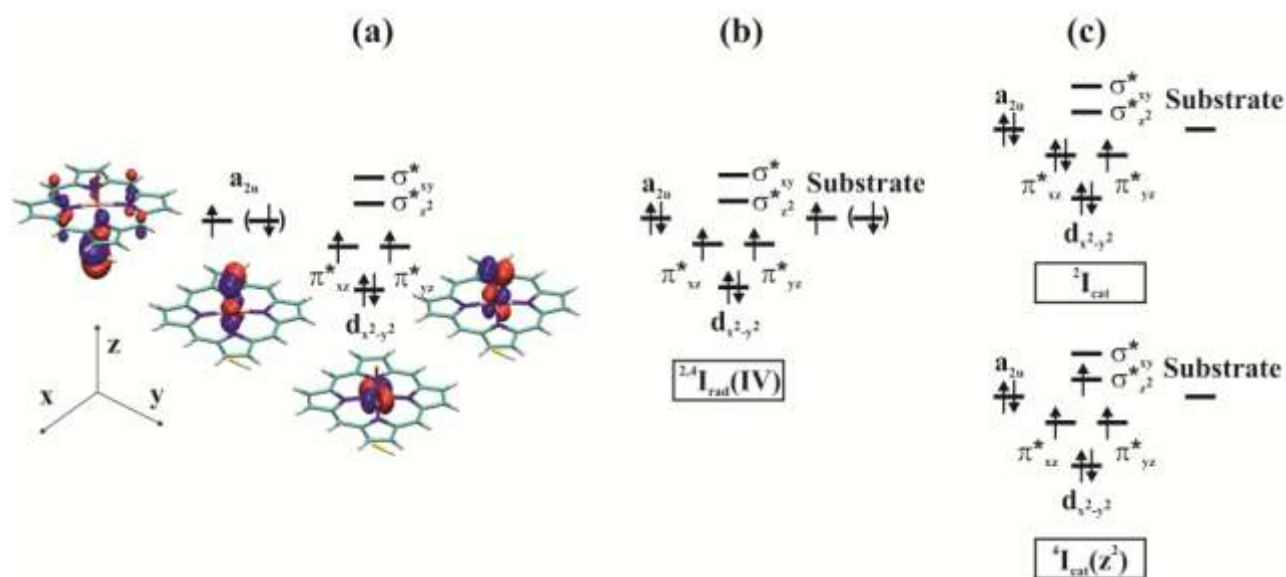 (a)
a2u
( )
σ*xy
σ*z2
π*xz
π*yz
dx2-y2
z
x
y
(b)
a2u
σ*xy
σ*z2
Substrate
( )
π*xz
π*yz
dx2-y2
2,4Irad(IV)
(c)
a2u
σ*xy
σ*z2
Substrate
π*xz
π*yz
dx2-y2
2Icat
a2u
σ*xy
σ*z2
Substrate
π*xz
π*yz
dx2-y2
4Icat(z2)